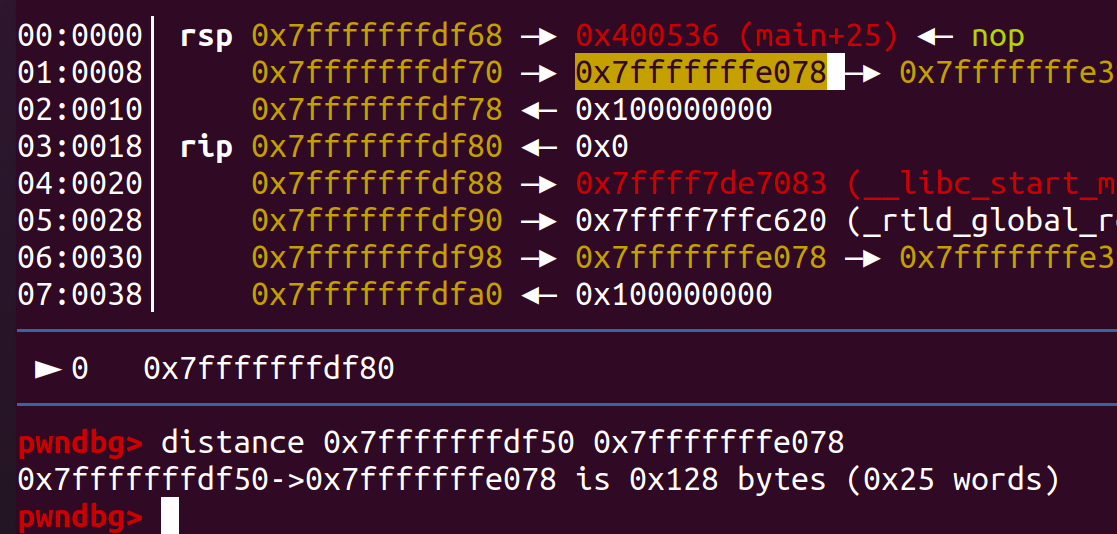 00:0000│ rsp 0x7fffffffdf68 —▸ 0x400536 (main+25) ◂— nop
01:0008│ 0x7fffffffdf70 —▸ 0x7fffffffe078 —▸ 0x7fffffffe3
02:0010│ 0x7fffffffdf78 ◂— 0x100000000
03:0018│ rip 0x7fffffffdf80 ◂— 0x0
04:0020│ 0x7fffffffdf88 —▸ 0x7ffff7de7083 (__libc_start_m
05:0028│ 0x7fffffffdf90 —▸ 0x7ffff7ffc620 (_rtld_global_r
06:0030│ 0x7fffffffdf98 —▸ 0x7fffffffe078 —▸ 0x7fffffffe3
07:0038│ 0x7fffffffdfa0 ◂— 0x100000000
► 0 0x7fffffffdf80
pwndbg> distance 0x7fffffffdf50 0x7fffffffe078
0x7fffffffdf50->0x7fffffffe078 is 0x128 bytes (0x25 words)
pwndbg>